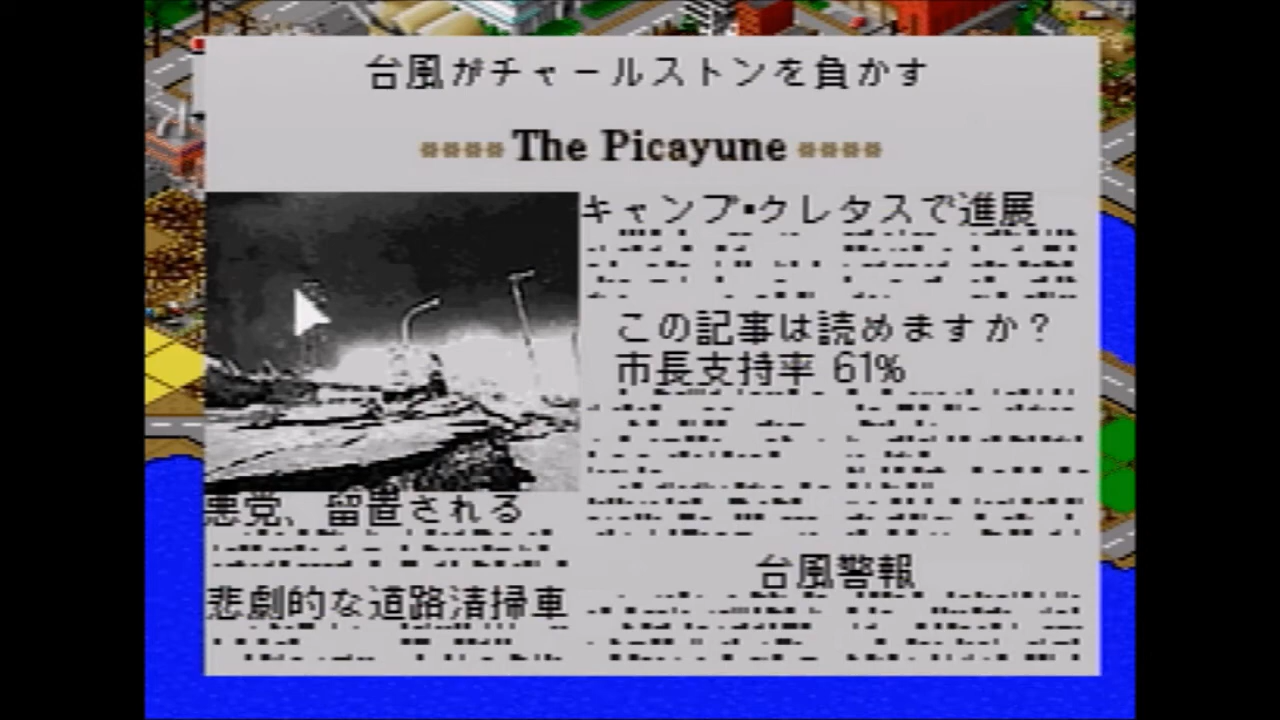 台風がチャールストンを負かす
The Picayune
キャンプ・クレタスで進展
この記事は読めますか?
市長支持率 61%
悪党、留置される
台風警報
悲劇的な道路清掃車